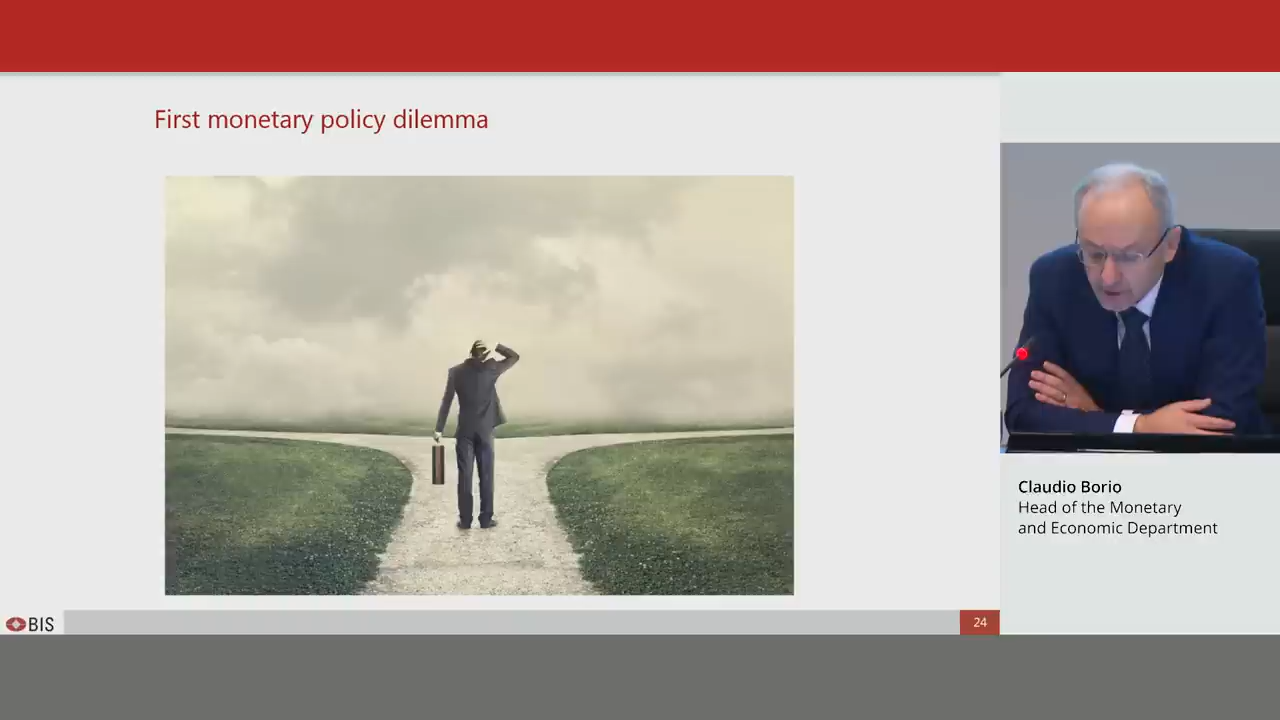 First monetary policy dilemma
Claudio Borio
Head of the Monetary
and Economic Department
BIS
24